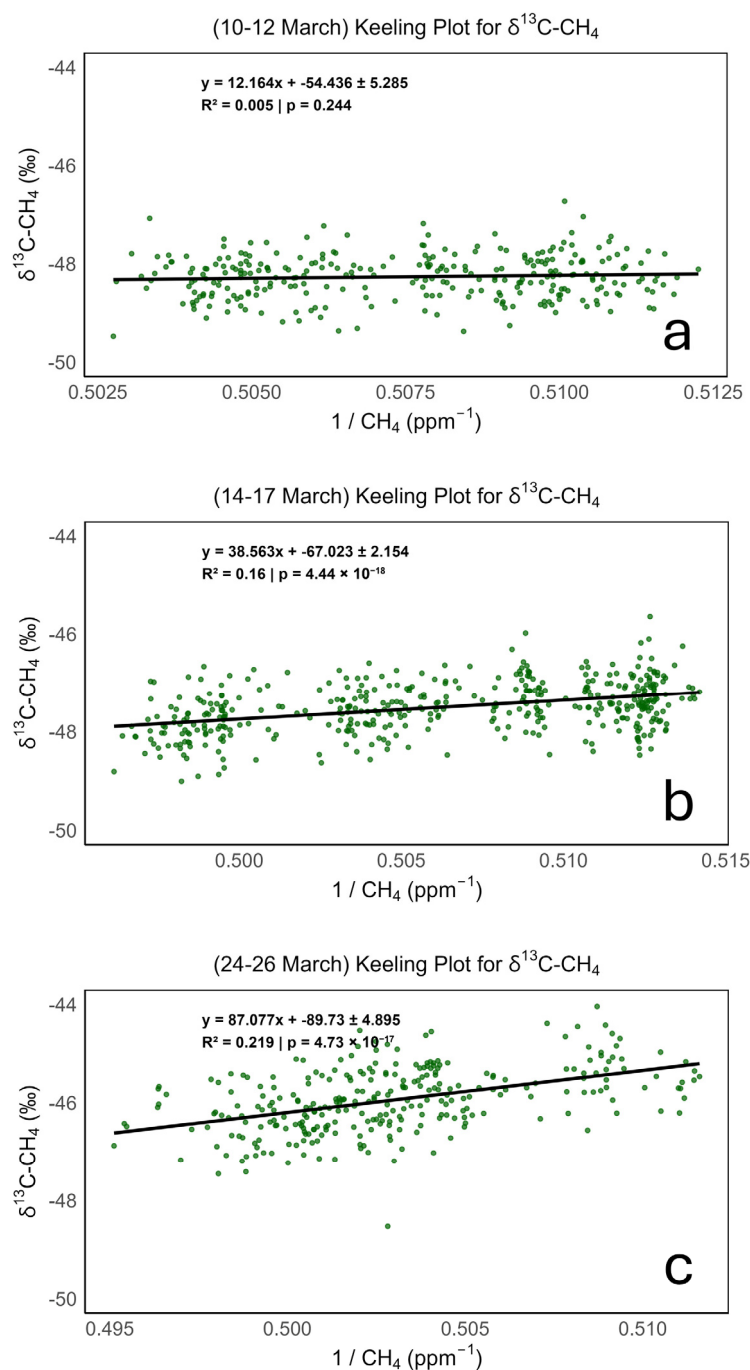 (10-12 March) Keeling Plot for δ¹³C-CH₄
y = 12.164x + -54.436 ± 5.285
R² = 0.005 | p = 0.244
-44
-46
-48
-50
δ¹³C-CH₄ (‰)
a
0.5025 0.5050 0.5075 0.5100 0.5125
1 / CH₄ (ppm⁻¹)
(14-17 March) Keeling Plot for δ¹³C-CH₄
y = 38.563x + -67.023 ± 2.154
R² = 0.16 | p = 4.44 × 10⁻¹⁸
-44
-46
-48
-50
δ¹³C-CH₄ (‰)
b
0.500 0.505 0.510 0.515
1 / CH₄ (ppm⁻¹)
(24-26 March) Keeling Plot for δ¹³C-CH₄
y = 87.077x + -89.73 ± 4.895
R² = 0.219 | p = 4.73 × 10⁻¹⁷
-44
-46
-48
-50
δ¹³C-CH₄ (‰)
c
0.495 0.500 0.505 0.510
1 / CH₄ (ppm⁻¹)